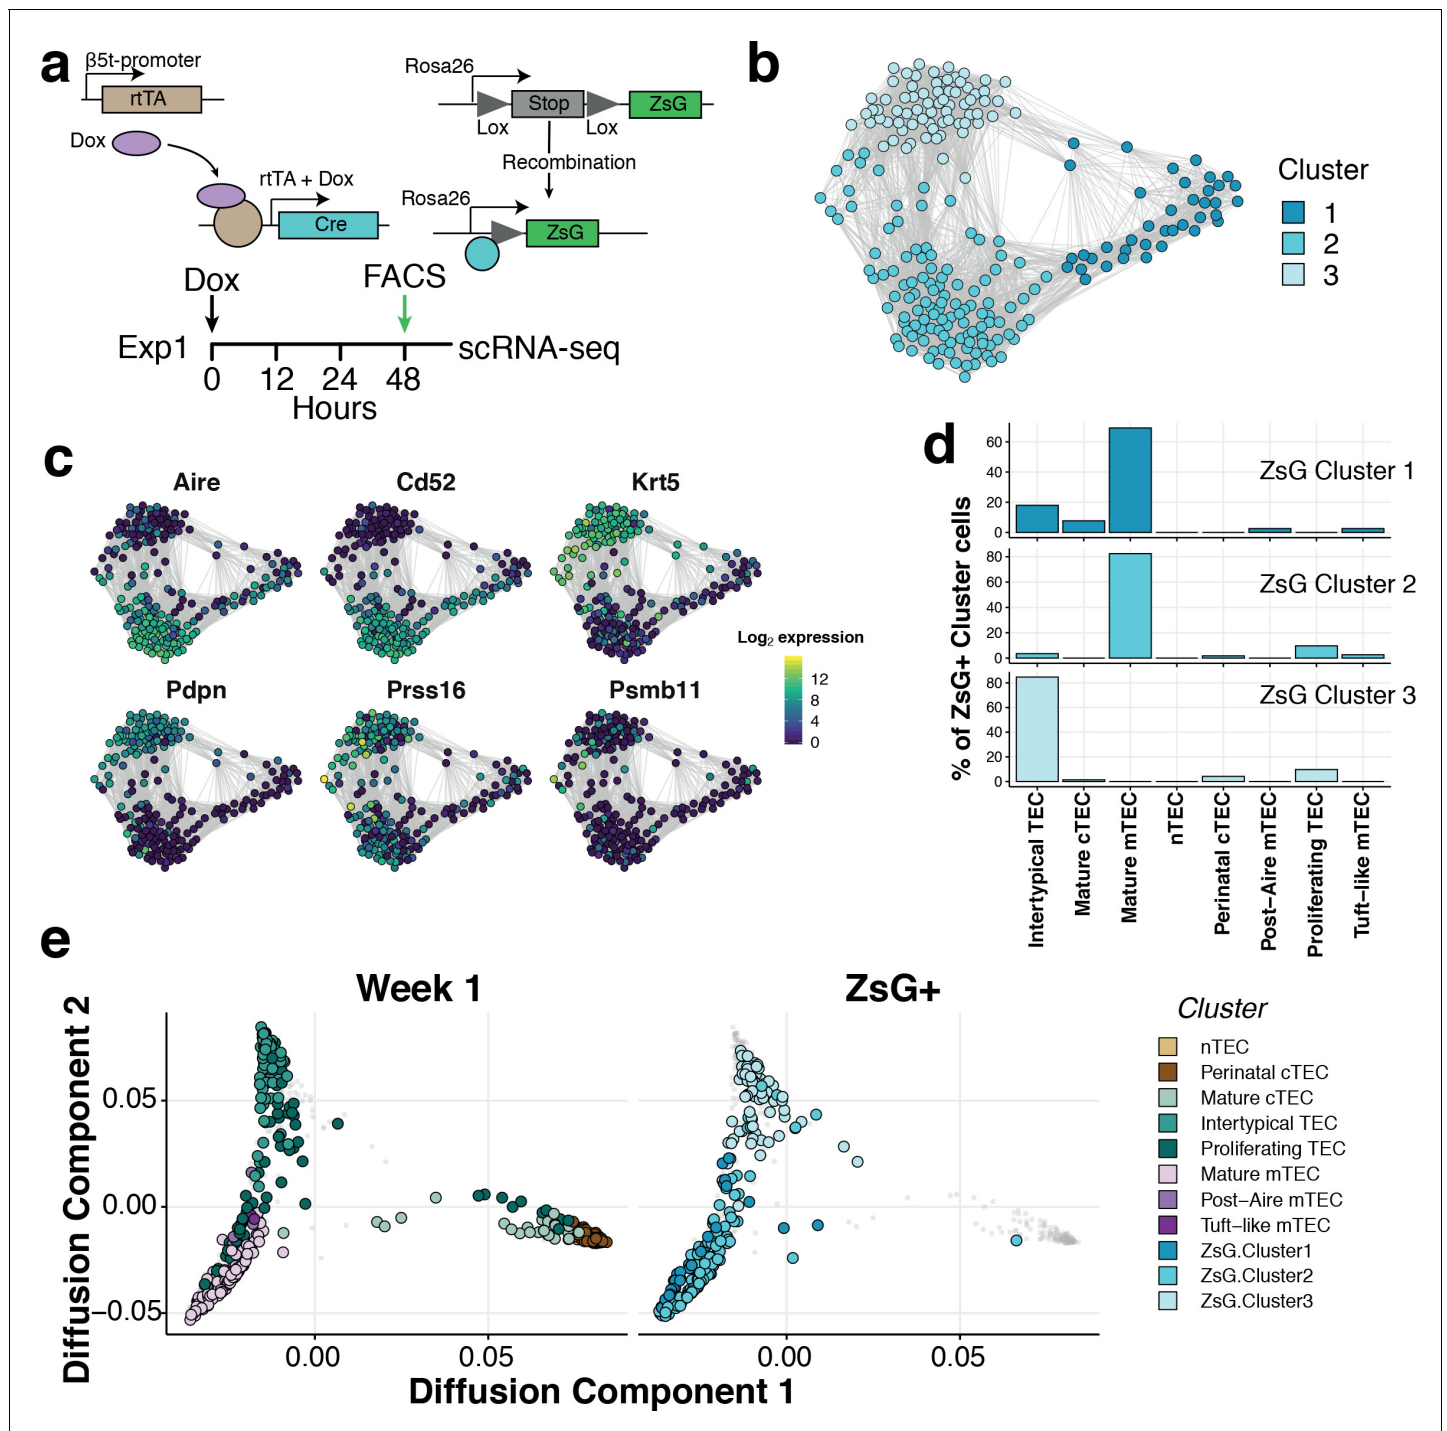 a
β5t-promoter
rtTA
Dox
rtTA + Dox
Cre
Rosa26
Stop
ZsG
Lox
Lox
Recombination
Rosa26
ZsG
Dox
FACS
Exp1
scRNA-seq
0 12 24 48
Hours
b
Cluster
1
2
3
c
Aire
Cd52
Krt5
Pdpn
Prss16
Psmb11
Log2 expression
12
8
4
0
d
% of ZsG+ Cluster cells
60
40
20
0
ZsG Cluster 1
80
60
40
20
0
ZsG Cluster 2
80
60
40
20
0
ZsG Cluster 3
Intertypical TEC
Mature cTEC
Mature mTEC
nTEC
Perinatal cTEC
Post–Aire mTEC
Proliferating TEC
Tuft–like mTEC
e
Week 1
ZsG+
Diffusion Component 2
0.05
0.00
−0.05
0.00 0.05
0.00 0.05
Diffusion Component 1
Cluster
nTEC
Perinatal cTEC
Mature cTEC
Intertypical TEC
Proliferating TEC
Mature mTEC
Post–Aire mTEC
Tuft–like mTEC
ZsG.Cluster1
ZsG.Cluster2
ZsG.Cluster3